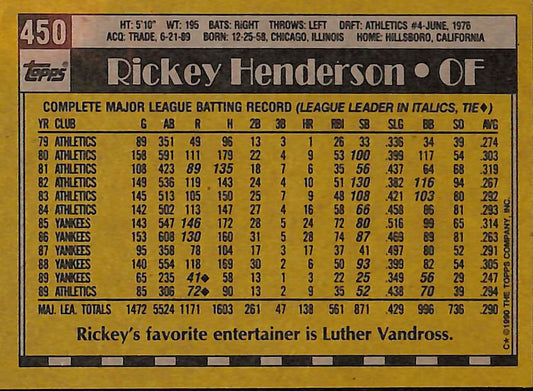 450
HT: 5'10" WT: 195 BATS: RIGHT THROWS: LEFT DRFT: ATHLETICS #4-JUNE, 1976
ACQ: TRADE, 6-21-89 BORN: 12-25-58, CHICAGO, ILLINOIS HOME: HILLSBORO, CALIFORNIA
TOPPS
Rickey Henderson • OF
COMPLETE MAJOR LEAGUE BATTING RECORD (LEAGUE LEADER IN ITALICS, TIE♦)
YR CLUB G AB R H 2B 3B HR RBI SB SLG BB SO AVG
79 ATHLETICS 89 351 49 96 13 3 1 26 33 .336 34 39 .274
80 ATHLETICS 158 591 111 179 22 4 9 53 100 .399 117 54 .303
81 ATHLETICS 108 423 89 135 18 7 6 35 56 .437 64 68 .319
82 ATHLETICS 149 536 119 143 24 4 10 51 130 .382 116 94 .267
83 ATHLETICS 145 513 105 150 25 7 9 48 108 .421 103 80 .292
84 ATHLETICS 142 502 113 147 27 4 16 58 66 .458 86 81 .293
85 YANKEES 143 547 146 172 28 5 24 72 80 .516 99 65 .314
86 YANKEES 153 608 130 160 31 5 28 74 87 .469 89 81 .263
87 YANKEES 95 358 78 104 17 3 17 37 41 .497 80 52 .291
88 YANKEES 140 554 118 169 30 2 6 50 93 .399 82 54 .305
89 YANKEES 65 235 41♦ 58 13 1 3 22 25 .349 56 29 .247
89 ATHLETICS 85 306 72♦ 90 13 2 9 35 52 .438 70 39 .294
MAJ. LEA. TOTALS 1472 5524 1171 1603 261 47 138 561 871 .429 996 736 .290
Rickey's favorite entertainer is Luther Vandross.
C* ©1990 THE TOPPS COMPANY, INC.